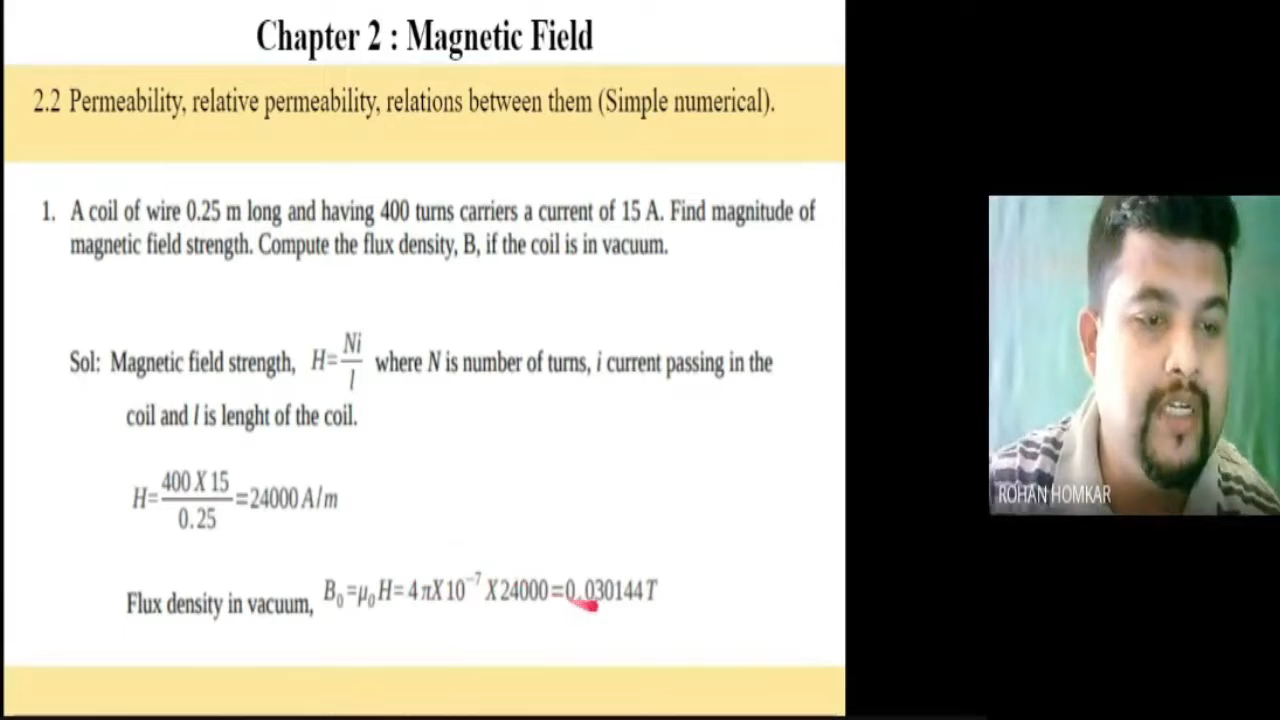 Chapter 2 : Magnetic Field
2.2 Permeability, relative permeability, relations between them (Simple numerical).
1. A coil of wire 0.25 m long and having 400 turns carriers a current of 15 A. Find magnitude of
magnetic field strength. Compute the flux density, B, if the coil is in vacuum.
Sol: Magnetic field strength, H=Ni/l where N is number of turns, i current passing in the
coil and l is lenght of the coil.
H=400 X 15/0.25=24000 A/m
Flux density in vacuum, B₀=μ₀H=4πX10⁻⁷ X24000=0.030144T
ROHAN HOMKAR